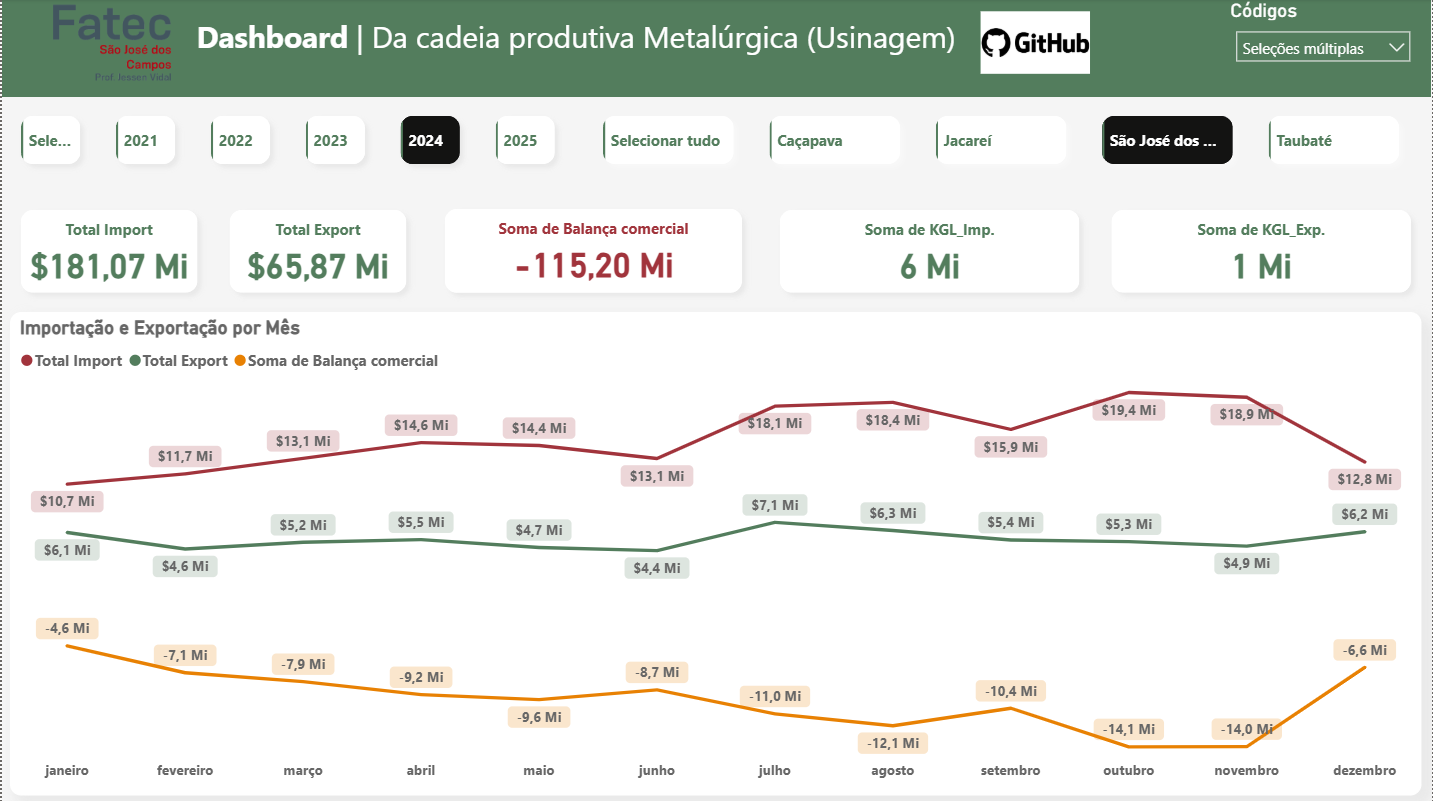 Fatec
São José dos
Campos
Prof. Jessen Vidal
Dashboard | Da cadeia produtiva Metalúrgica (Usinagem)
GitHub
Códigos
Seleções múltiplas
Sele...
2021
2022
2023
2024
2025
Selecionar tudo
Caçapava
Jacareí
São José dos ...
Taubaté
Total Import
$181,07 Mi
Total Export
$65,87 Mi
Soma de Balança comercial
-115,20 Mi
Soma de KGL_Imp.
6 Mi
Soma de KGL_Exp.
1 Mi
Importação e Exportação por Mês
Total Import Total Export Soma de Balança comercial
$10,7 Mi
$11,7 Mi
$13,1 Mi
$14,6 Mi
$14,4 Mi
$13,1 Mi
$18,1 Mi
$18,4 Mi
$15,9 Mi
$19,4 Mi
$18,9 Mi
$12,8 Mi
$6,1 Mi
$4,6 Mi
$5,2 Mi
$5,5 Mi
$4,7 Mi
$4,4 Mi
$7,1 Mi
$6,3 Mi
$5,4 Mi
$5,3 Mi
$4,9 Mi
$6,2 Mi
-4,6 Mi
-7,1 Mi
-7,9 Mi
-9,2 Mi
-9,6 Mi
-8,7 Mi
-11,0 Mi
-12,1 Mi
-10,4 Mi
-14,1 Mi
-14,0 Mi
-6,6 Mi
janeiro fevereiro março abril maio junho julho agosto setembro outubro novembro dezembro